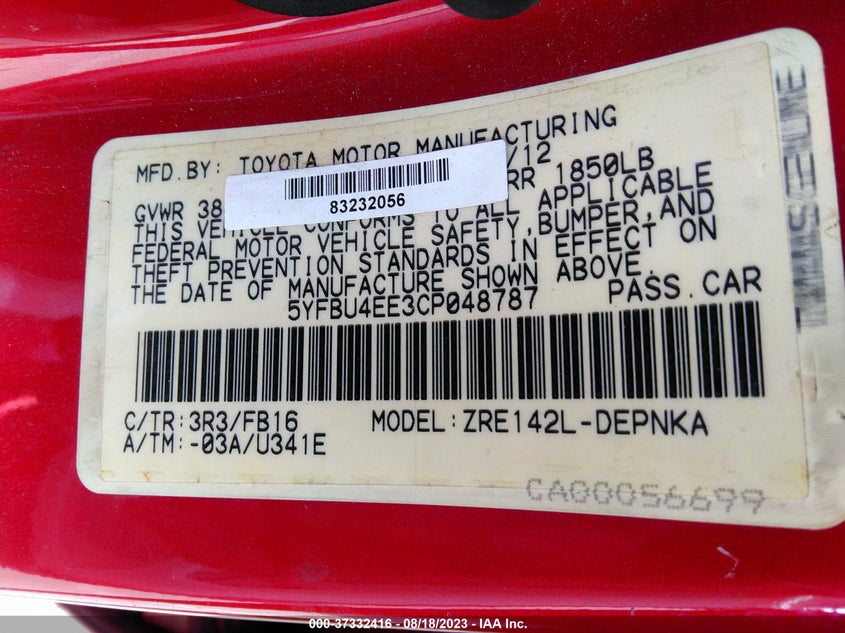 MFD.BY: TOYOTA MOTOR MANUFACTURING
/12
83232056
GVWR 38 RR 1850LB
THIS VEHICLE CONFORMS TO ALL APPLICABLE
FEDERAL MOTOR VEHICLE SAFETY,BUMPER,AND
THEFT PREVENTION STANDARDS IN EFFECT ON
THE DATE OF MANUFACTURE SHOWN ABOVE.
5YFBU4EE3CP048787 PASS.CAR
C/TR:3R3/FB16 MODEL:ZRE142L-DEPNKA
A/TM:-03A/U341E
CA00056699
000-37332416 - 08/18/2023 - IAA Inc.